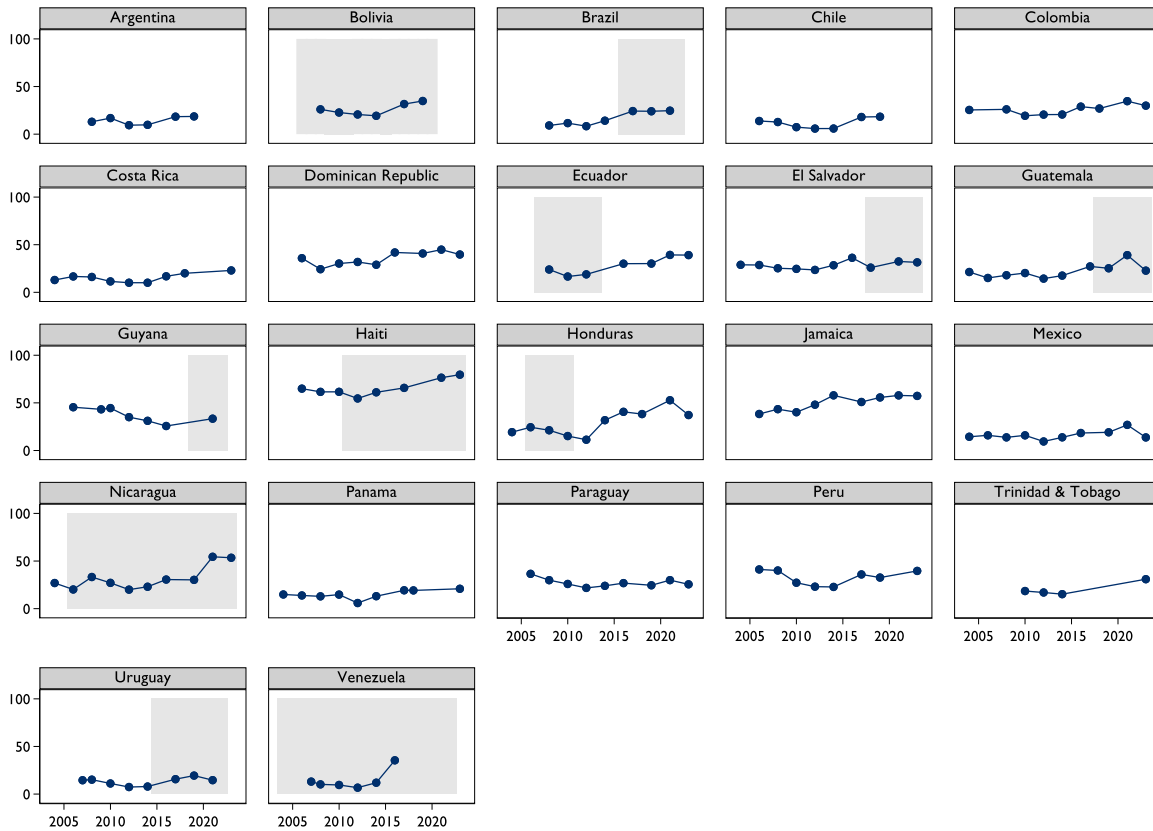 Argentina Bolivia Brazil Chile Colombia
100
50
0
Costa Rica Dominican Republic Ecuador El Salvador Guatemala
100
50
0
Guyana Haiti Honduras Jamaica Mexico
100
50
0
Nicaragua Panama Paraguay Peru Trinidad & Tobago
100
50
0
2005 2010 2015 2020 2005 2010 2015 2020 2005 2010 2015 2020
Uruguay Venezuela
100
50
0
2005 2010 2015 2020 2005 2010 2015 2020